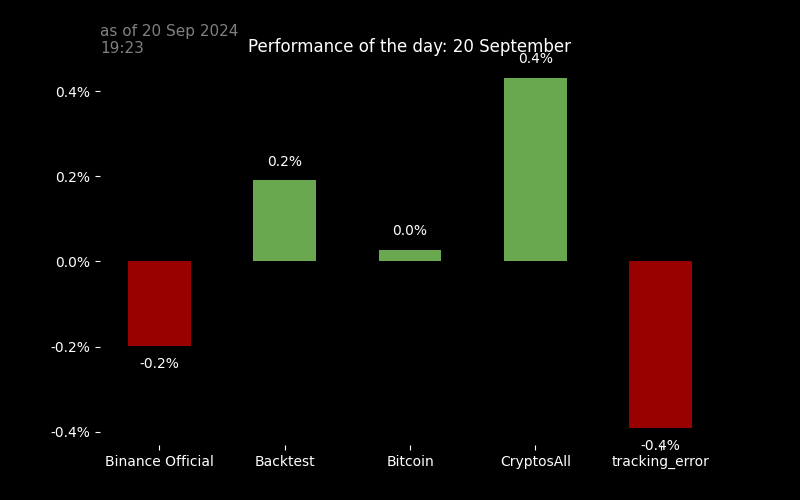 as of 20 Sep 2024
19:23
Performance of the day: 20 September
0.4%
0.4%
0.2%
0.2%
0.0%
0.0%
-0.2%
-0.2%
-0.4%
-0.4%
Binance Official
Backtest
Bitcoin
CryptosAll
tracking_error